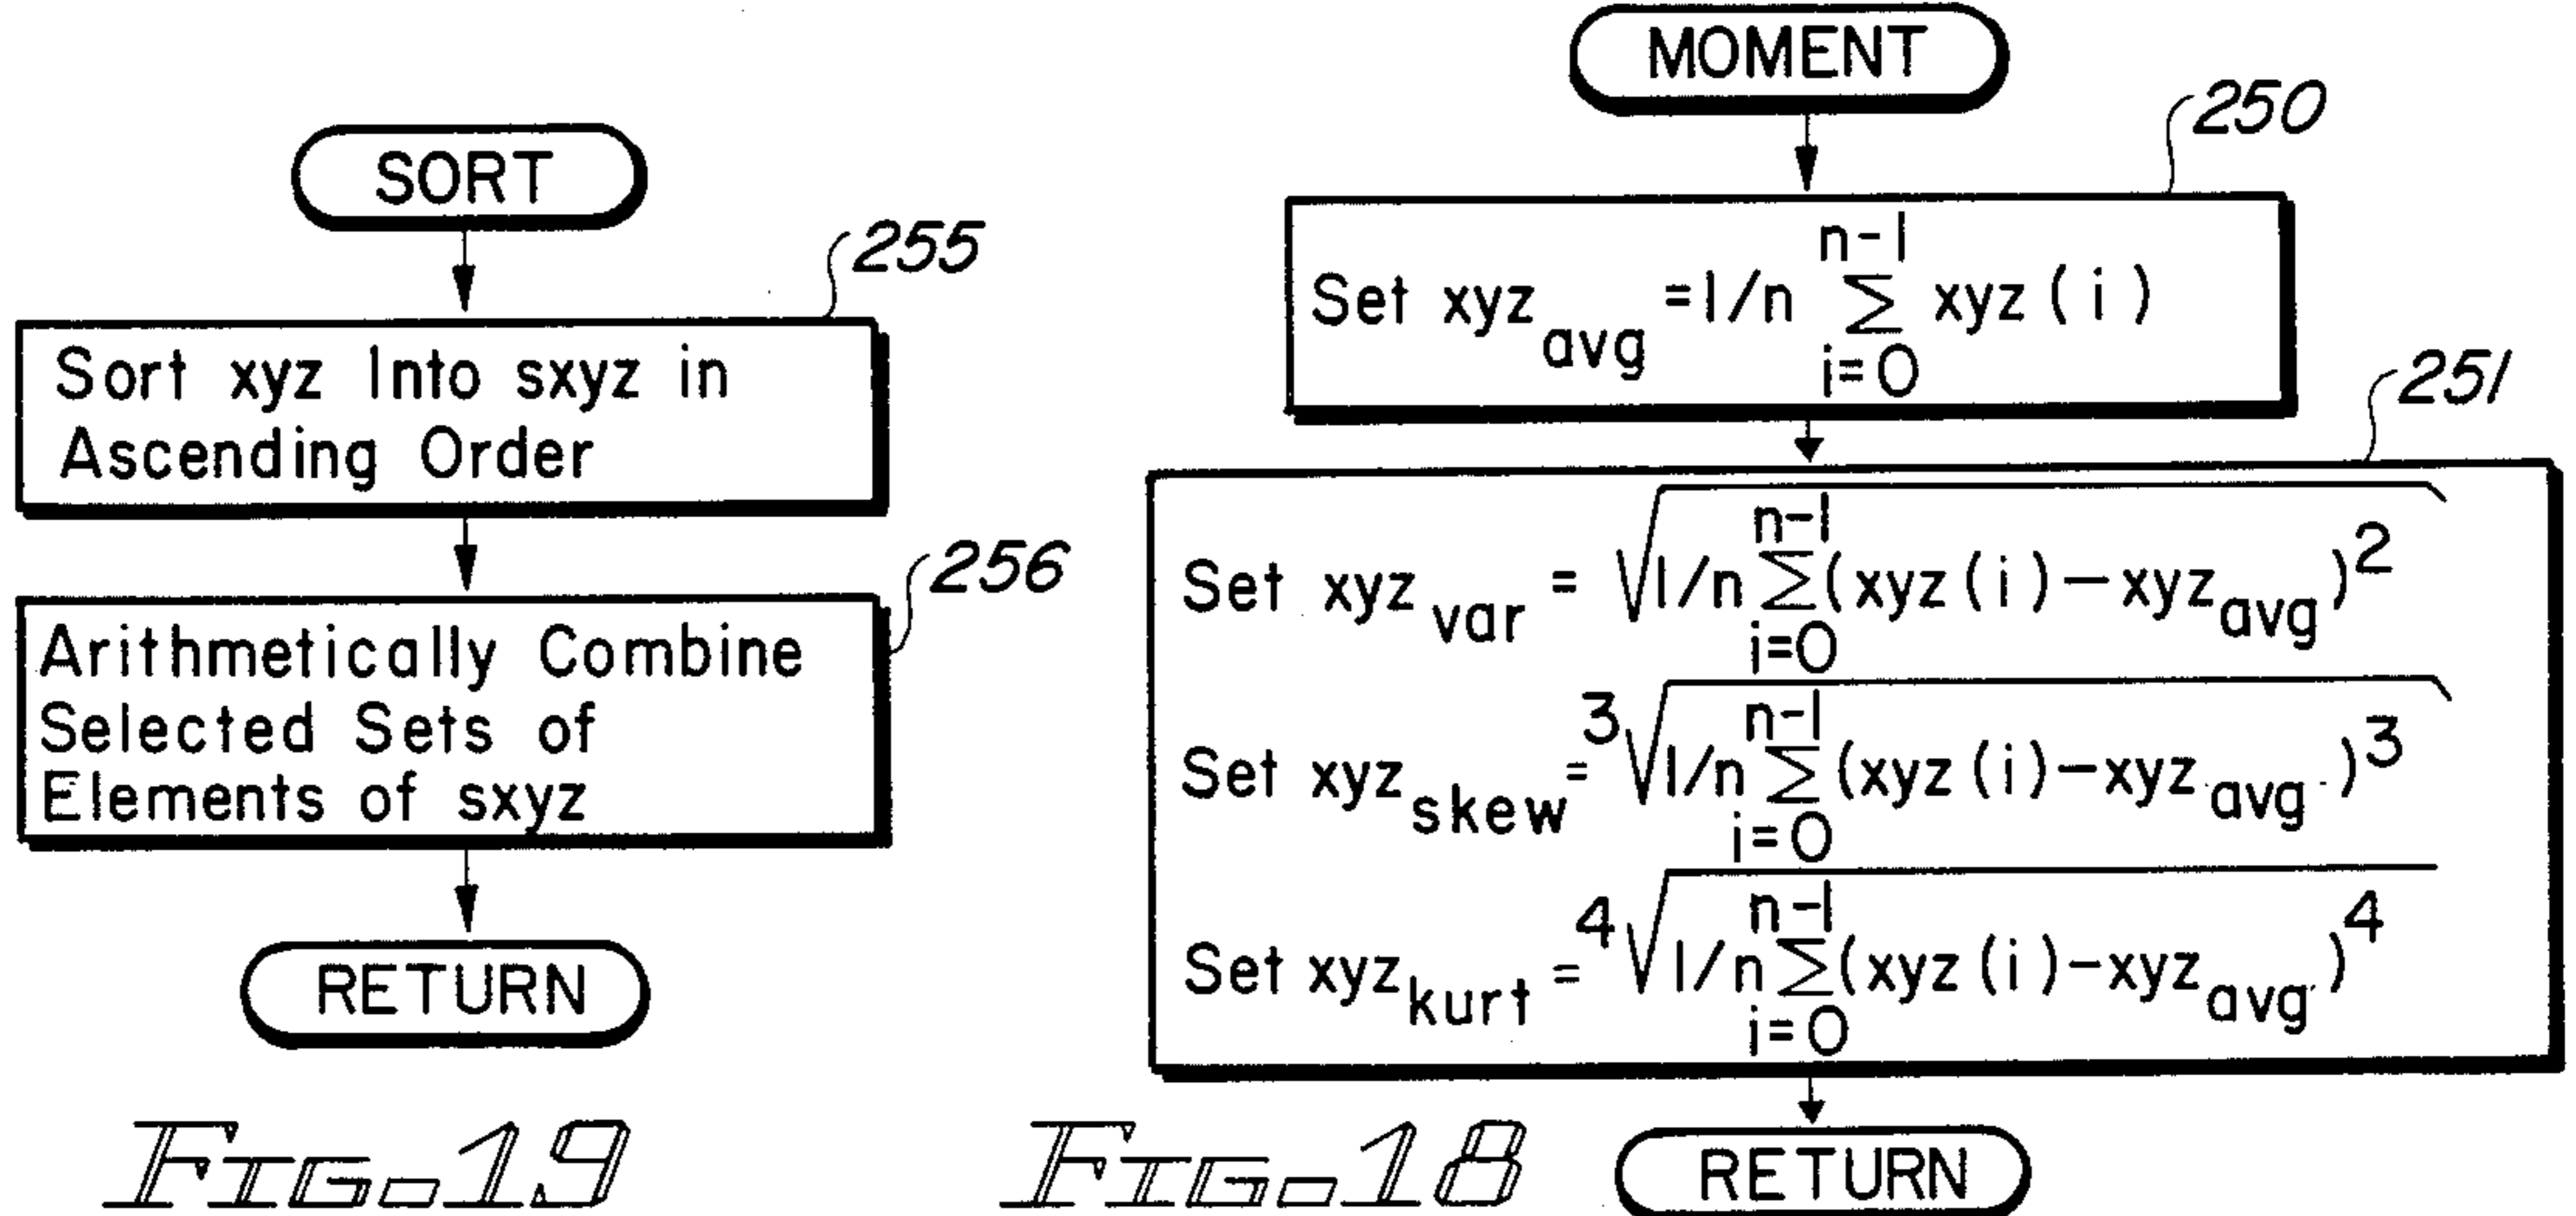 SORT
255
Sort xyz Into sxyz in
Ascending Order
256
Arithmetically Combine
Selected Sets of
Elements of sxyz
RETURN
FIG. 19
MOMENT
250
n-1
Set xyz avg =1/n Σ xyz (i)
i=0
251
n-1
Set xyz var = √1/n Σ (xyz (i) - xyz avg )2
i=0
n-1
Set xyz skew = 3√1/n Σ (xyz (i) - xyz avg )3
i=0
n-1
Set xyz kurt = 4√1/n Σ (xyz (i) - xyz avg )4
i=0
RETURN
FIG. 18